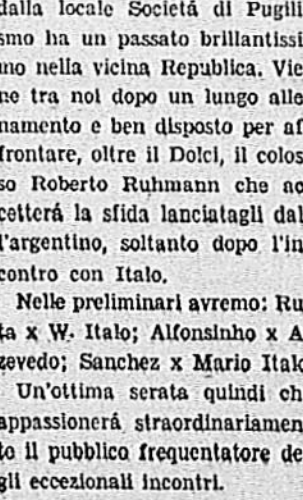 dalla locale Societá di Pugili
smo ha un passato brillantissi
mo nella vicina Republica. Vie
ne tra noi dopo un lungo alle
namento e ben disposto per af
frontare, oltre il Dolci, il colos
so Roberto Ruhmann che ac
cetterá la sfida lanciatagli dal
l'argentino, soltanto dopo l'in
contro con Italo.
Nelle preliminari avremo: Ru
ta x W. Italo; Alfonsinho x A
zevedo; Sanchez x Mario Italo
Un'ottima serata quindi ch
appassionerá straordinariamen
to il pubblico frequentatore de
gli eccezionali incontri.